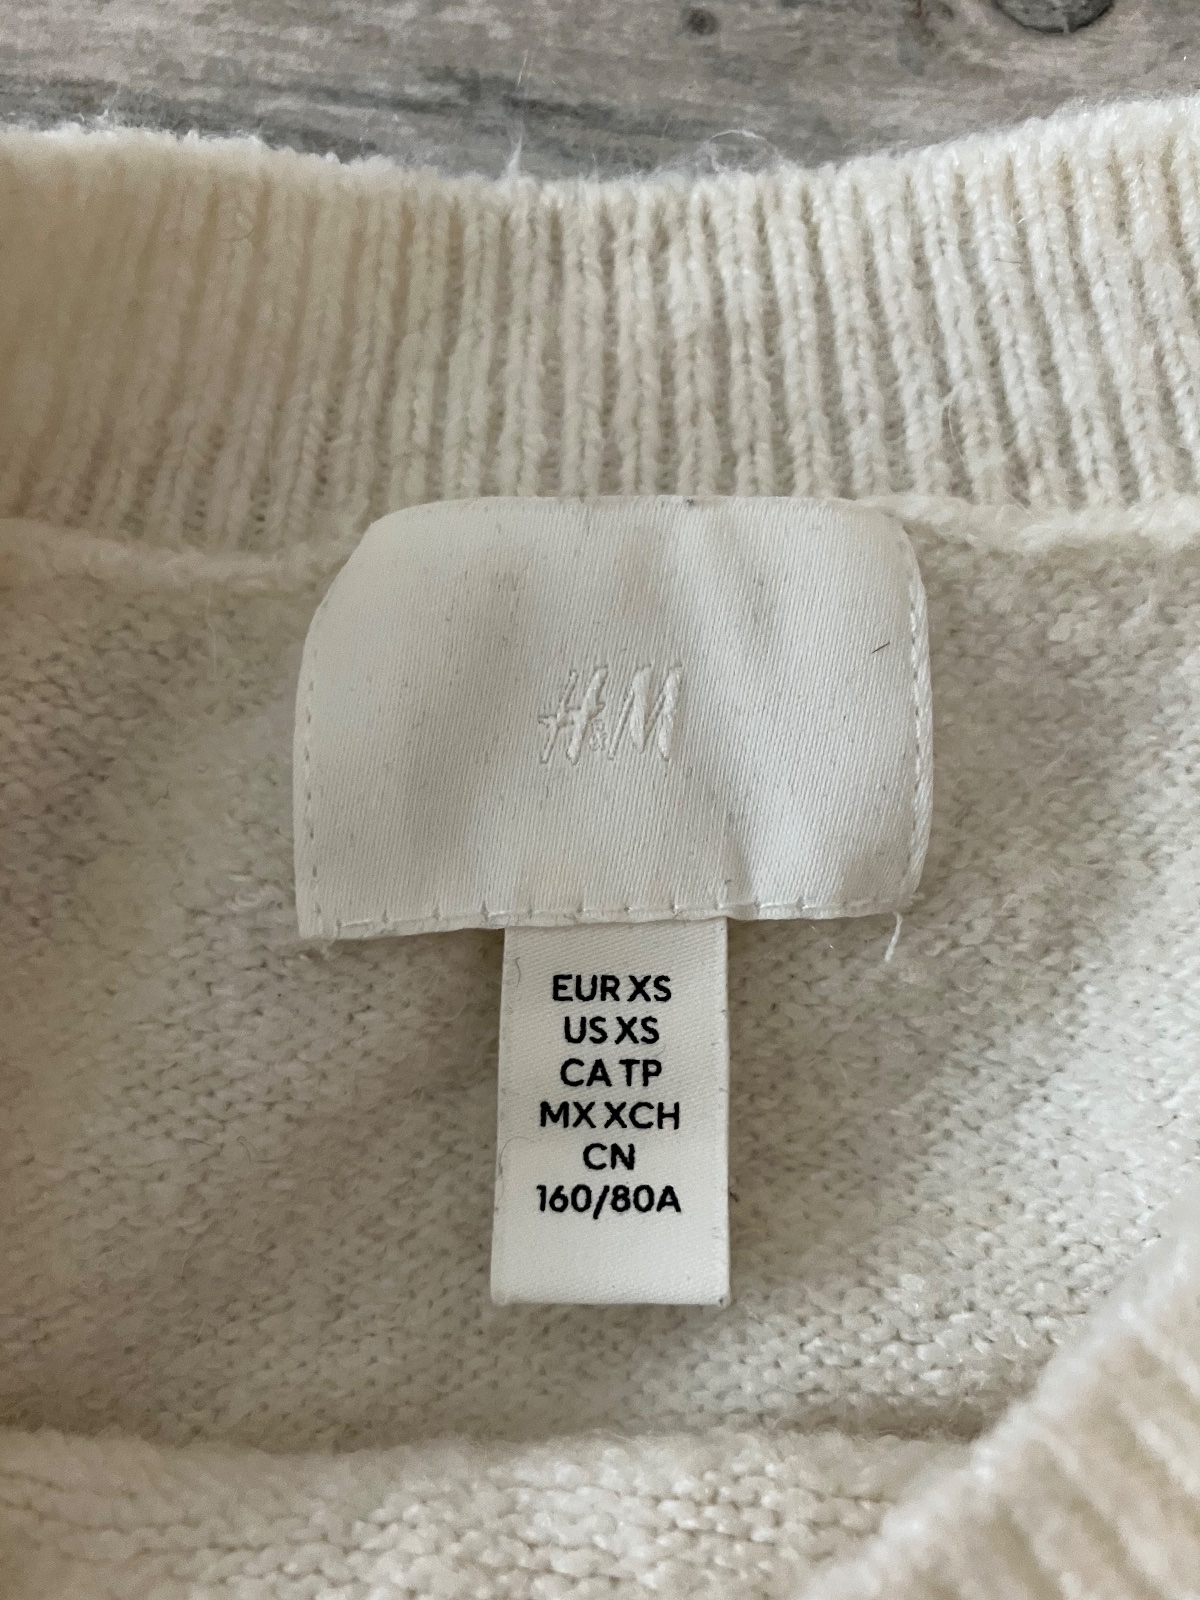 H&M
EUR XS
US XS
CA TP
MX XCH
CN
160/80A